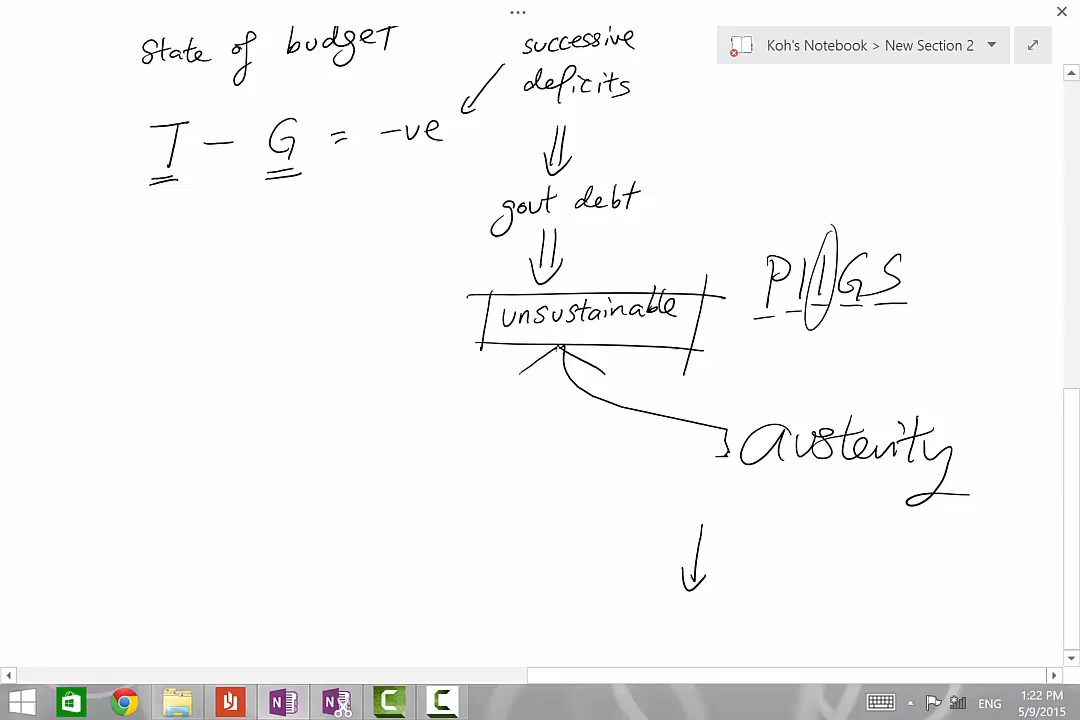 Koh's Notebook > New Section 2
State of budget
successive
deficits
T - G = -ve
govt debt
unsustainable
PIIGS
austerity
ENG
1:22 PM
5/9/2015